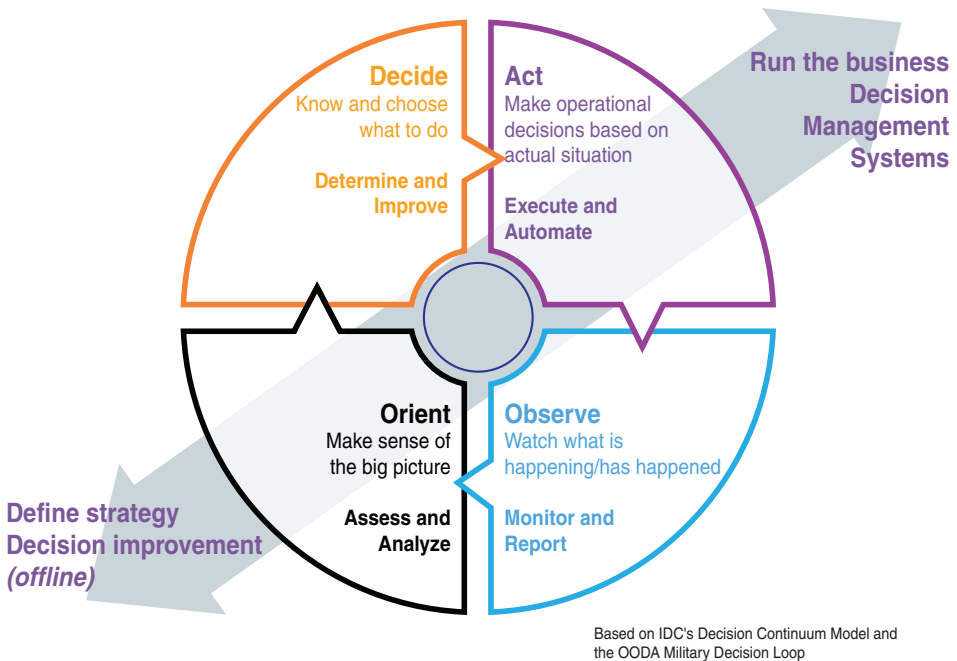 Decide
Know and choose
what to do
Determine and
Improve
Act
Make operational
decisions based on
actual situation
Execute and
Automate
Run the business
Decision
Management
Systems
Orient
Make sense of
the big picture
Assess and
Analyze
Observe
Watch what is
happening/has happened
Monitor and
Report
Define strategy
Decision improvement
(offline)
Based on IDC's Decision Continuum Model and
the OODA Military Decision Loop